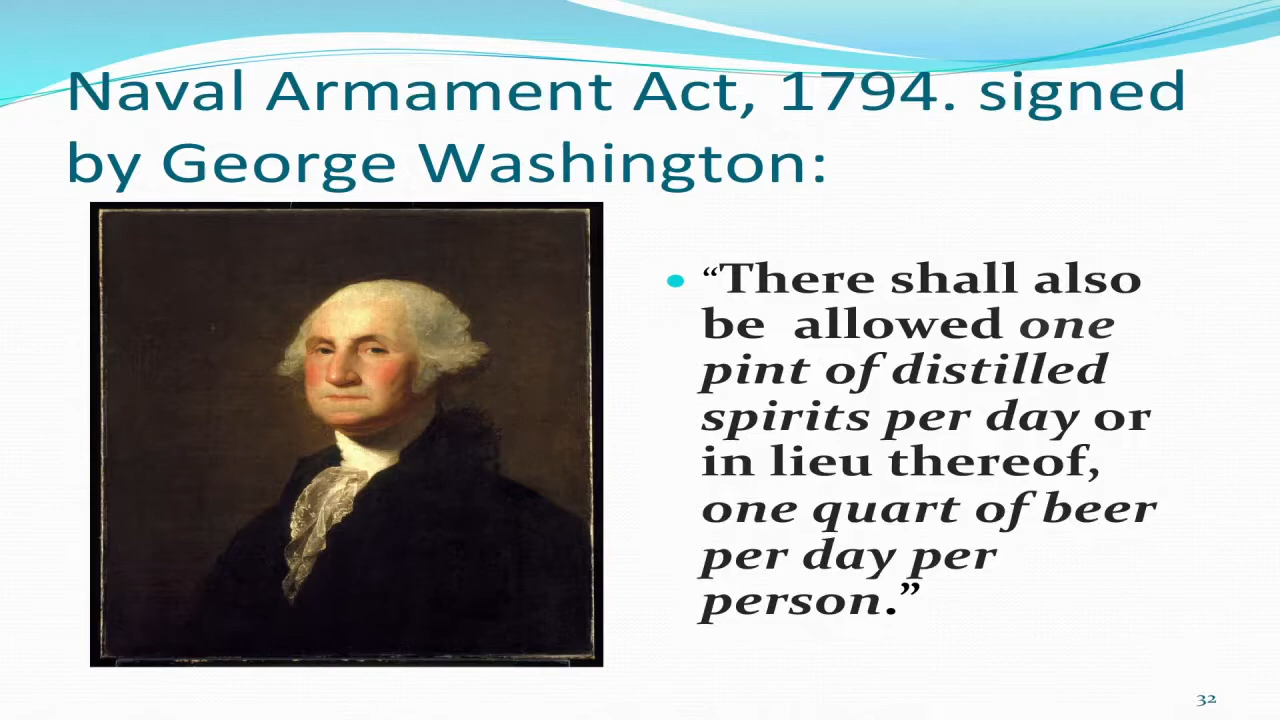 Naval Armament Act, 1794. signed
by George Washington:
• “There shall also
be allowed one
pint of distilled
spirits per day or
in lieu thereof,
one quart of beer
per day per
person.”
32